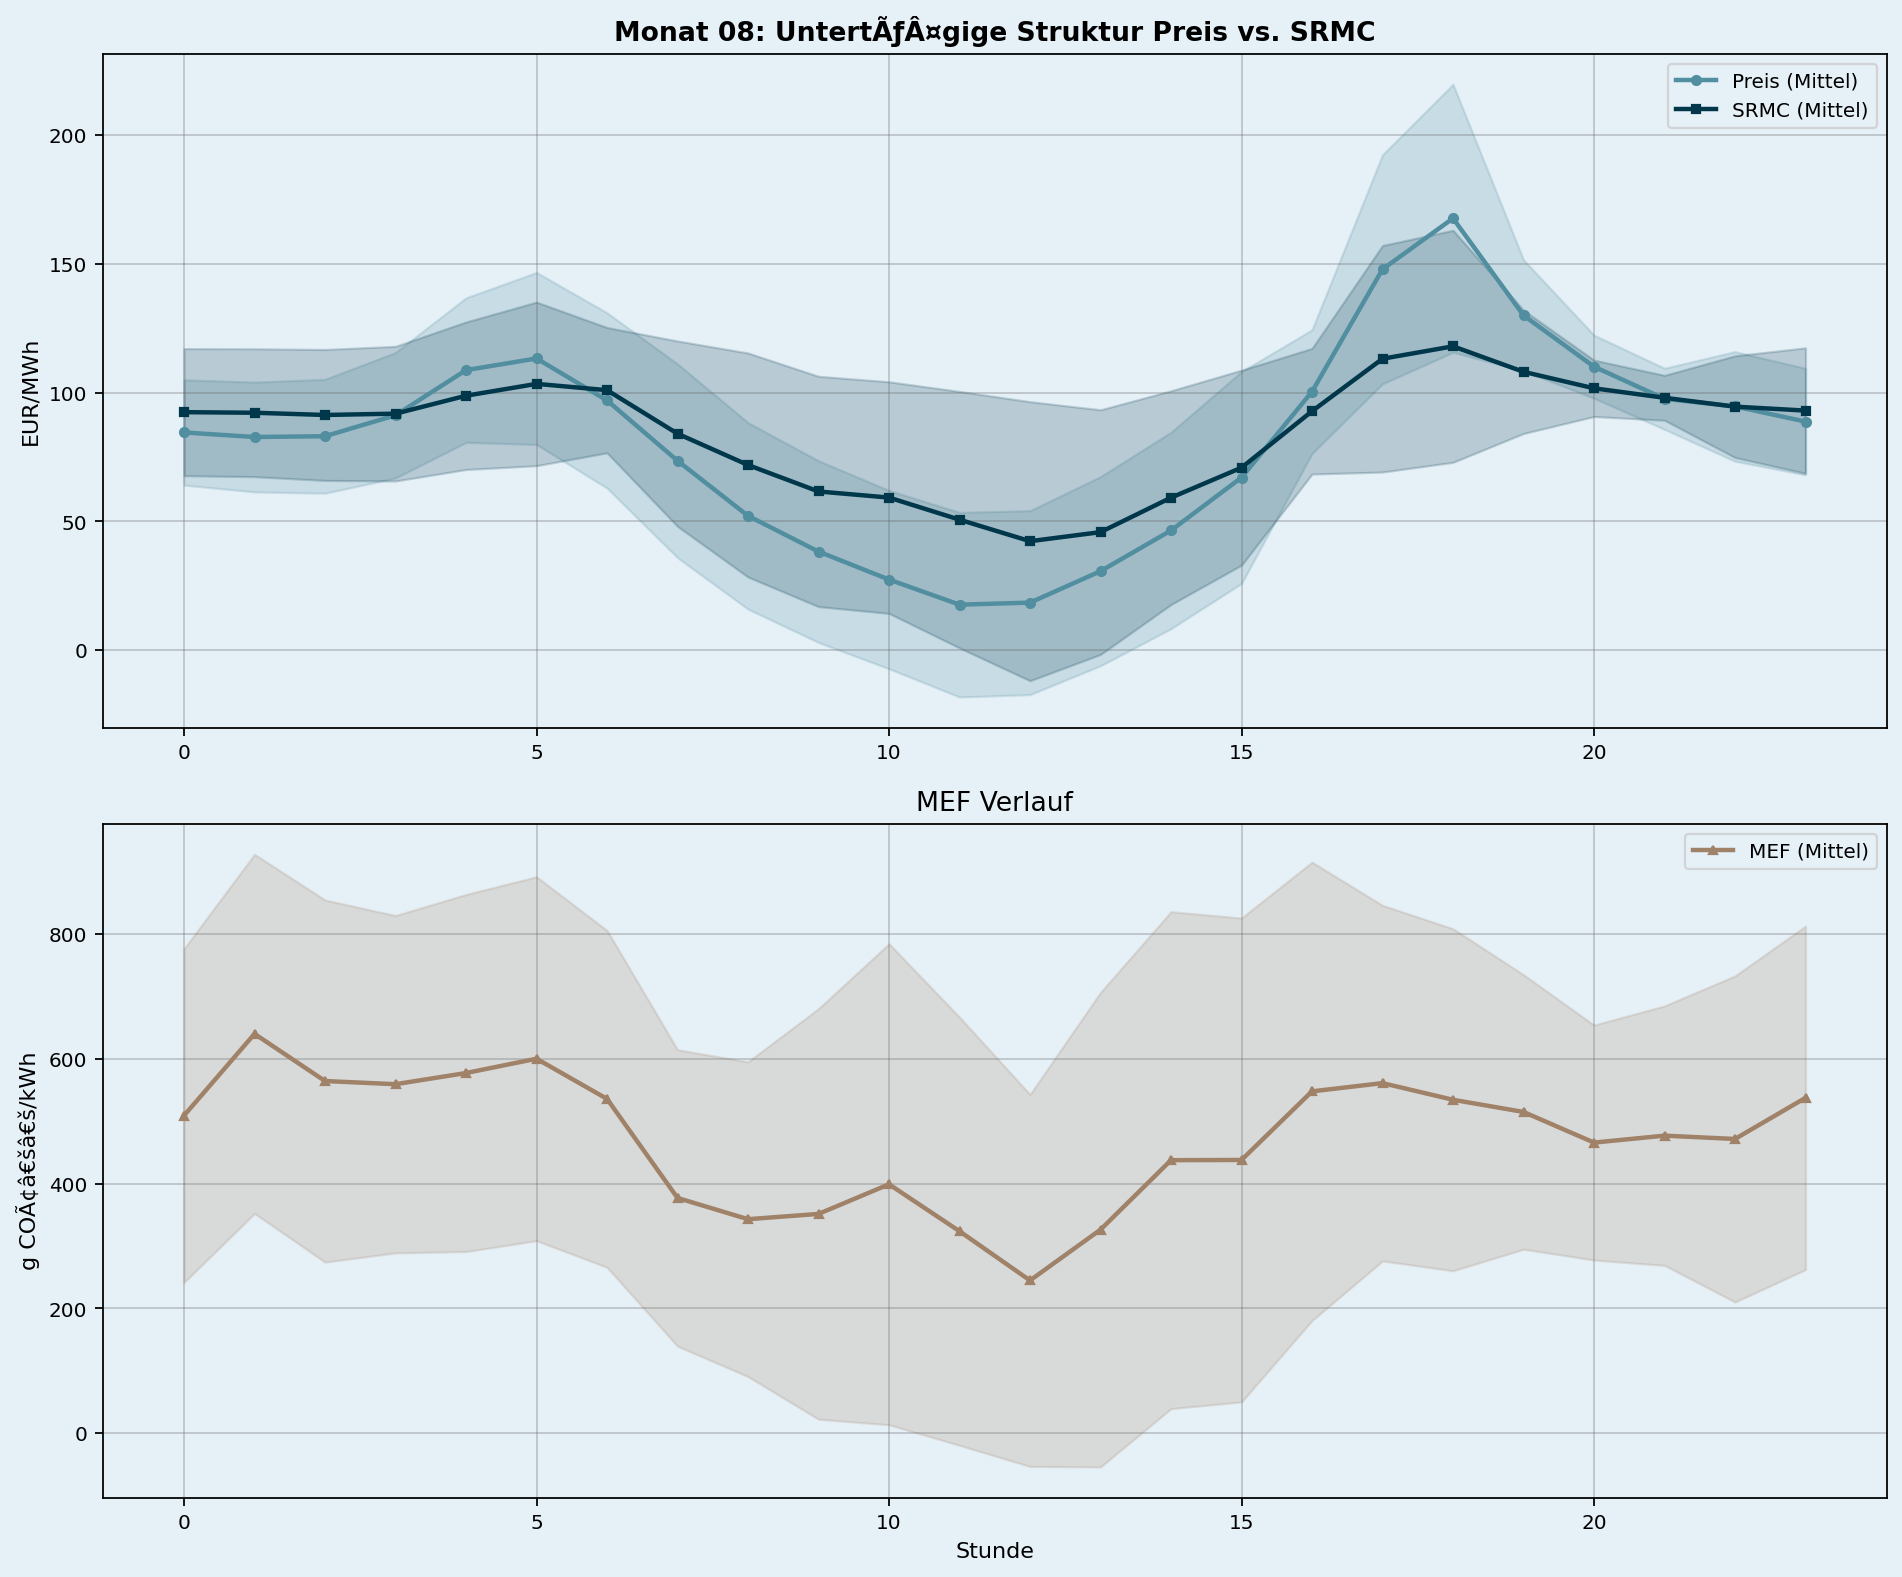 Monat 08: UntertÃƒÂ¤gige Struktur Preis vs. SRMC
Preis (Mittel)
SRMC (Mittel)
EUR/MWh
200
150
100
50
0
0 5 10 15 20
MEF Verlauf
MEF (Mittel)
g COÃ¢â€šâ€š/kWh
800
600
400
200
0
0 5 10 15 20
Stunde